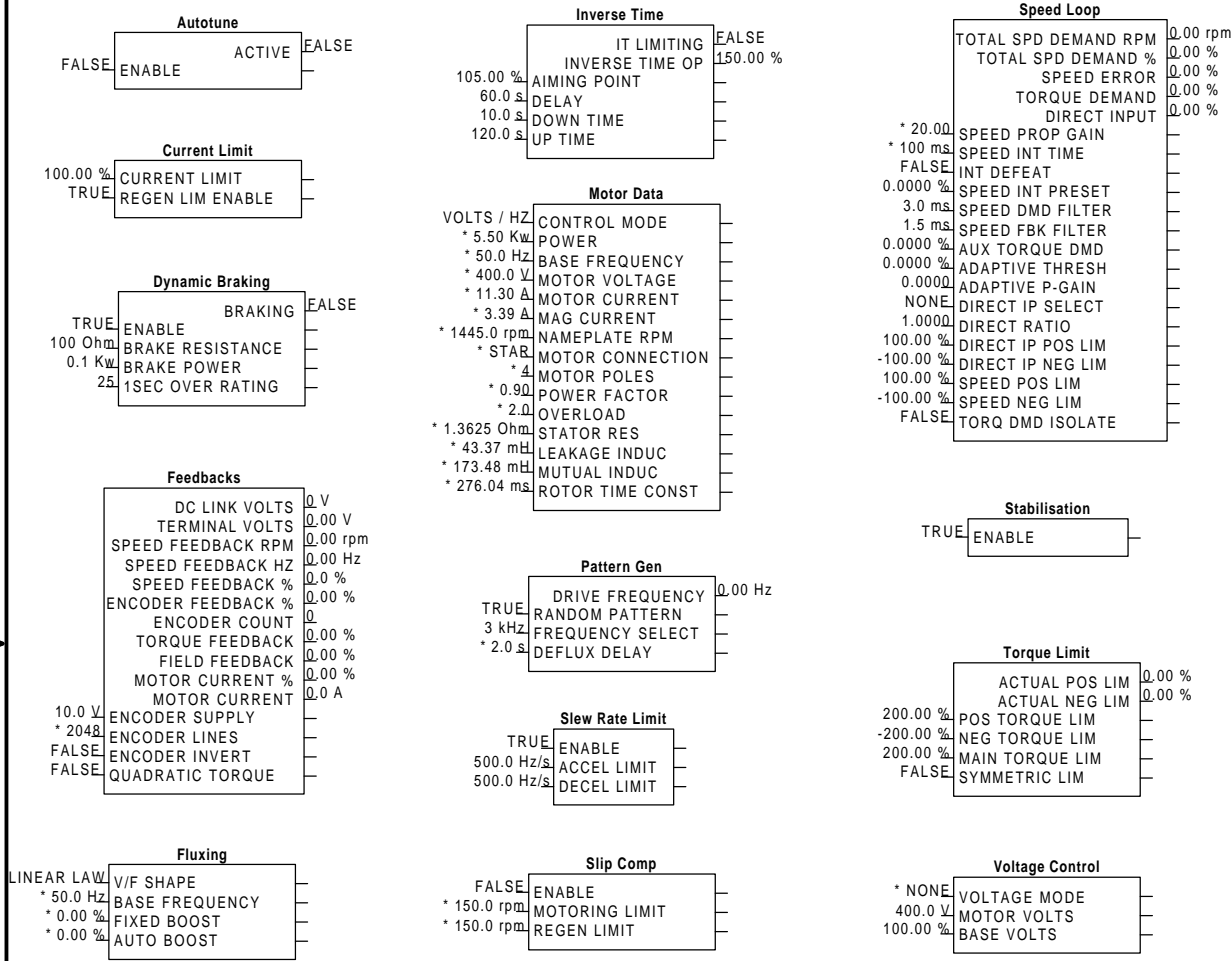 Autotune
ACTIVE FALSE
FALSE ENABLE
Current Limit
100.00 % CURRENT LIMIT
TRUE REGEN LIM ENABLE
Dynamic Braking
BRAKING FALSE
TRUE ENABLE
100 Ohm BRAKE RESISTANCE
0.1 Kw BRAKE POWER
25 1SEC OVER RATING
Feedbacks
DC LINK VOLTS 0 V
TERMINAL VOLTS 0.00 V
SPEED FEEDBACK RPM 0.00 rpm
SPEED FEEDBACK HZ 0.00 Hz
SPEED FEEDBACK % 0.0 %
ENCODER FEEDBACK % 0.00 %
ENCODER COUNT 0
TORQUE FEEDBACK 0.00 %
FIELD FEEDBACK 0.00 %
MOTOR CURRENT % 0.00 %
MOTOR CURRENT 0.0 A
10.0 V ENCODER SUPPLY
* 2048 ENCODER LINES
FALSE ENCODER INVERT
FALSE QUADRATIC TORQUE
Fluxing
LINEAR LAW V/F SHAPE
* 50.0 Hz BASE FREQUENCY
* 0.00 % FIXED BOOST
* 0.00 % AUTO BOOST
Inverse Time
IT LIMITING FALSE
INVERSE TIME OP 150.00 %
105.00 % AIMING POINT
60.0 s DELAY
10.0 s DOWN TIME
120.0 s UP TIME
Motor Data
VOLTS / HZ CONTROL MODE
* 5.50 Kw POWER
* 50.0 Hz BASE FREQUENCY
* 400.0 V MOTOR VOLTAGE
* 11.30 A MOTOR CURRENT
* 3.39 A MAG CURRENT
* 1445.0 rpm NAMEPLATE RPM
* STAR MOTOR CONNECTION
* 4 MOTOR POLES
* 0.90 POWER FACTOR
* 2.0 OVERLOAD
* 1.3625 Ohm STATOR RES
* 43.37 mH LEAKAGE INDUC
* 173.48 mH MUTUAL INDUC
* 276.04 ms ROTOR TIME CONST
Pattern Gen
DRIVE FREQUENCY 0.00 Hz
TRUE RANDOM PATTERN
3 kHz FREQUENCY SELECT
* 2.0 s DEFLUX DELAY
Slew Rate Limit
TRUE ENABLE
500.0 Hz/s ACCEL LIMIT
500.0 Hz/s DECEL LIMIT
Slip Comp
FALSE ENABLE
* 150.0 rpm MOTORING LIMIT
* 150.0 rpm REGEN LIMIT
Speed Loop
TOTAL SPD DEMAND RPM 0.00 rpm
TOTAL SPD DEMAND % 0.00 %
SPEED ERROR 0.00 %
TORQUE DEMAND 0.00 %
DIRECT INPUT 0.00 %
* 20.00 SPEED PROP GAIN
* 100 ms SPEED INT TIME
FALSE INT DEFEAT
0.0000 % SPEED INT PRESET
3.0 ms SPEED DMD FILTER
1.5 ms SPEED FBK FILTER
0.0000 % AUX TORQUE DMD
0.0000 % ADAPTIVE THRESH
0.0000 ADAPTIVE P-GAIN
NONE DIRECT IP SELECT
1.0000 DIRECT RATIO
100.00 % DIRECT IP POS LIM
-100.00 % DIRECT IP NEG LIM
100.00 % SPEED POS LIM
-100.00 % SPEED NEG LIM
FALSE TORQ DMD ISOLATE
Stabilisation
TRUE ENABLE
Torque Limit
ACTUAL POS LIM 0.00 %
ACTUAL NEG LIM 0.00 %
200.00 % POS TORQUE LIM
-200.00 % NEG TORQUE LIM
200.00 % MAIN TORQUE LIM
FALSE SYMMETRIC LIM
Voltage Control
* NONE VOLTAGE MODE
400.0 V MOTOR VOLTS
100.00 % BASE VOLTS